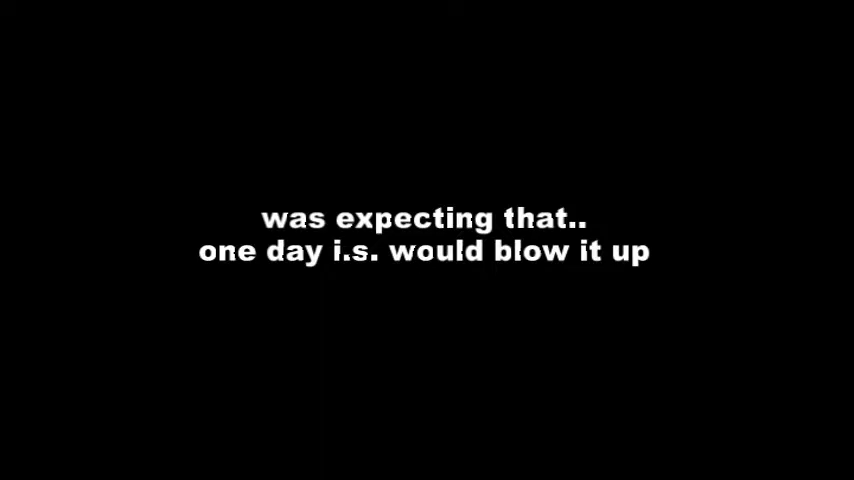 was expecting that..
one day i.s. would blow it up